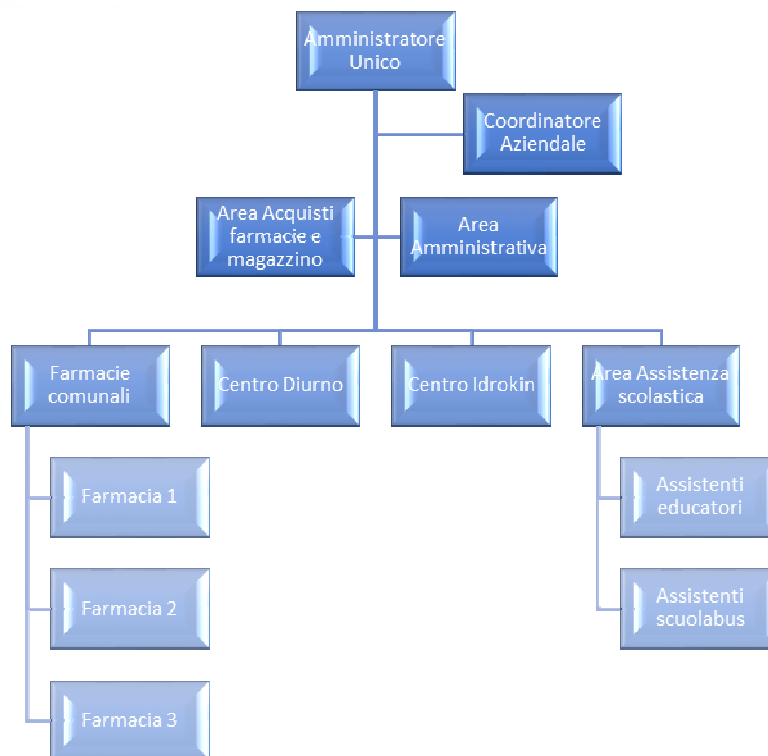 Amministratore
Unico
Coordinatore
Aziendale
Area Acquisti
farmacie e
magazzino
Area
Amministrativa
Farmacie
comunali
Centro Diurno
Centro Idrokin
Area Assistenza
scolastica
Farmacia 1
Farmacia 2
Farmacia 3
Assistenti
educatori
Assistenti
scuolabus